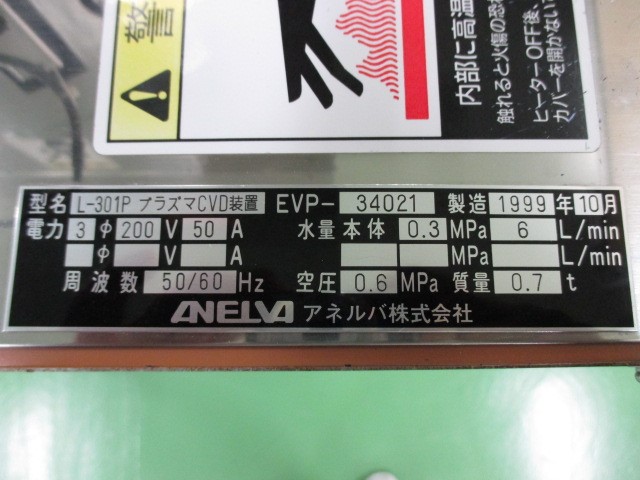 警
内部に高温
触れると火傷の恐
ヒーターOFF後、
カバーを開かない
型名 L-301P プラズマCVD装置 EVP- 34021 製造 1999 年 10 月
電力 3 φ 200 V 50 A 水量 本体 0.3 MPa 6 L/min
φ V A MPa L/min
周波数 50/60 Hz 空圧 0.6 MPa 質量 0.7 t
ANELVA アネルバ株式会社